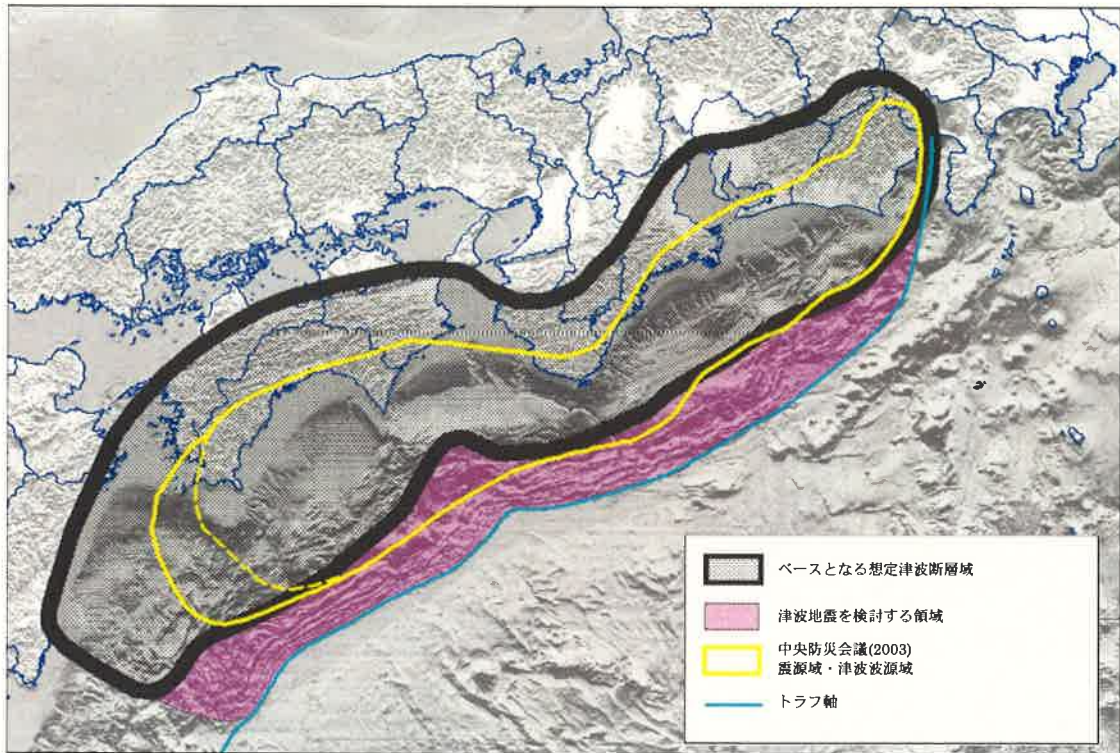 ベースとなる想定津波断層域
津波地震を検討する領域
中央防災会議(2003)
震源域・津波波源域
トラフ軸